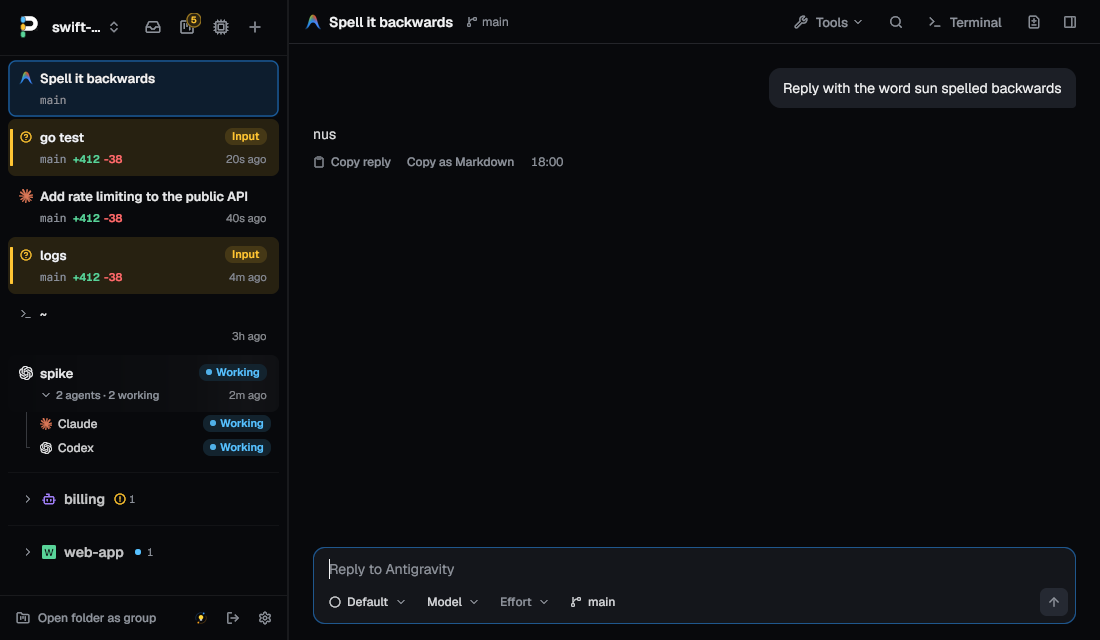 swift-...
5
Spell it backwards
main
go test
Input
main +412 -38
20s ago
Add rate limiting to the public API
main +412 -38
40s ago
logs
Input
main +412 -38
4m ago
~
3h ago
spike
Working
2 agents · 2 working
2m ago
Claude
Working
Codex
Working
billing
1
W
web-app
1
Open folder as group
Spell it backwards
main
Tools
Terminal
Reply with the word sun spelled backwards
nus
Copy reply Copy as Markdown 18:00
Reply to Antigravity
Default Model Effort main